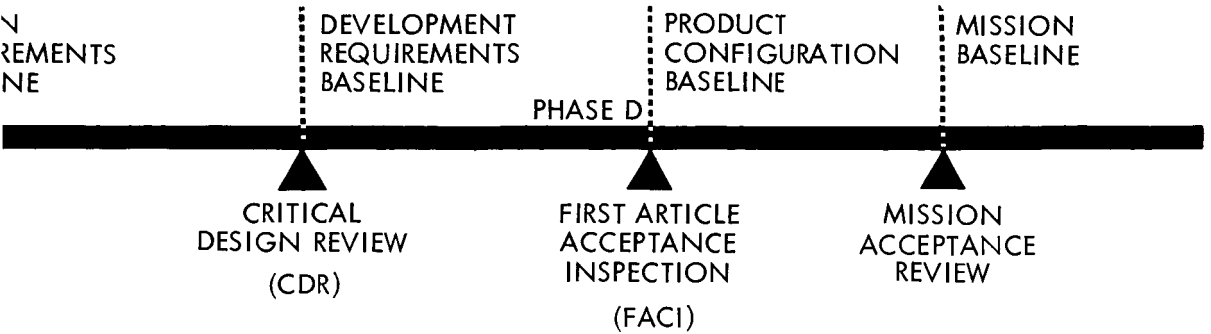 DEVELOPMENT
REQUIREMENTS
BASELINE
PRODUCT
CONFIGURATION
BASELINE
MISSION
BASELINE
PHASE D
CRITICAL
DESIGN REVIEW
(CDR)
FIRST ARTICLE
ACCEPTANCE
INSPECTION
(FACI)
MISSION
ACCEPTANCE
REVIEW